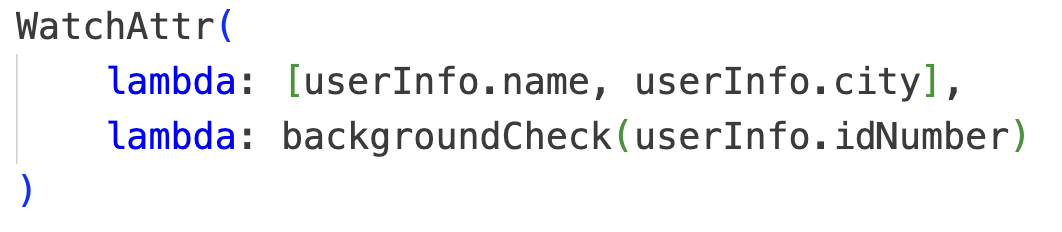 WatchAttr(
    lambda: [userInfo.name, userInfo.city],
    lambda: backgroundCheck(userInfo.idNumber)
)